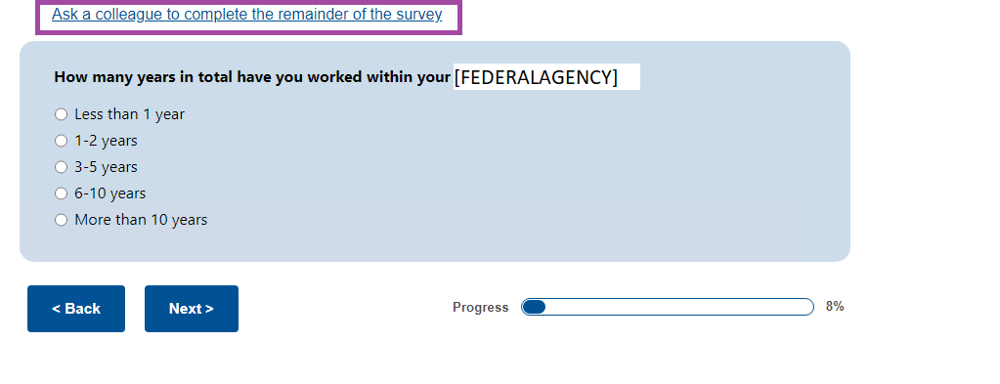 Ask a colleague to complete the remainder of the survey
How many years in total have you worked within your [FEDERALAGENCY]
Less than 1 year
1-2 years
3-5 years
6-10 years
More than 10 years
< Back Next > Progress 8%